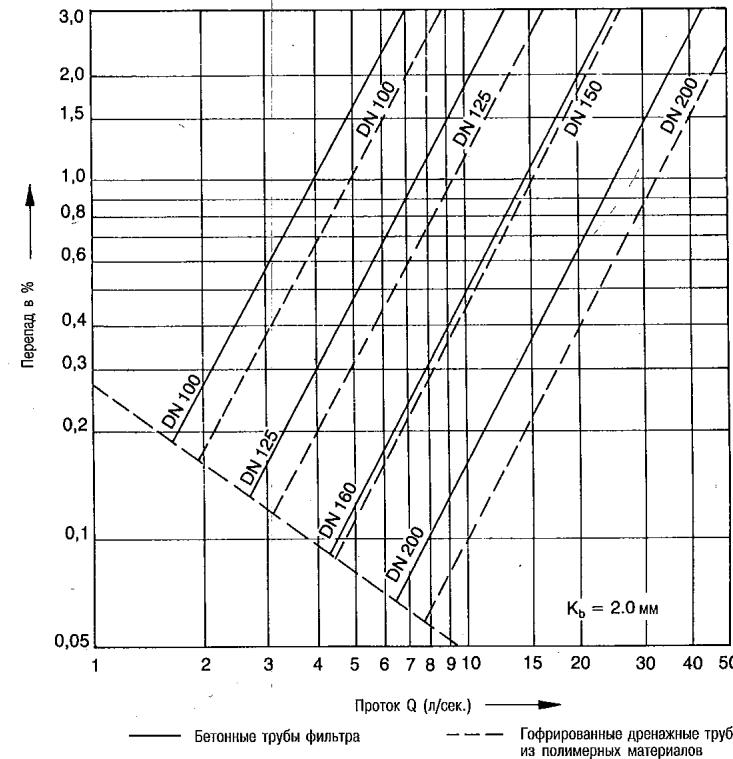 3,0
2,0
1,5
1,0
0,8
0,6
0,4
0,3
0,2
0,1
0,05
Перепад в %
DN 100
DN 125
DN 150
DN 200
DN 100
DN 125
DN 160
DN 200
K_b = 2.0 мм
1 2 3 4 5 6 7 8 9 10 15 20 30 40 50
Проток Q (л/сек.)
Бетонные трубы фильтра
Гофрированные дренажные труб
из полимерных материалов